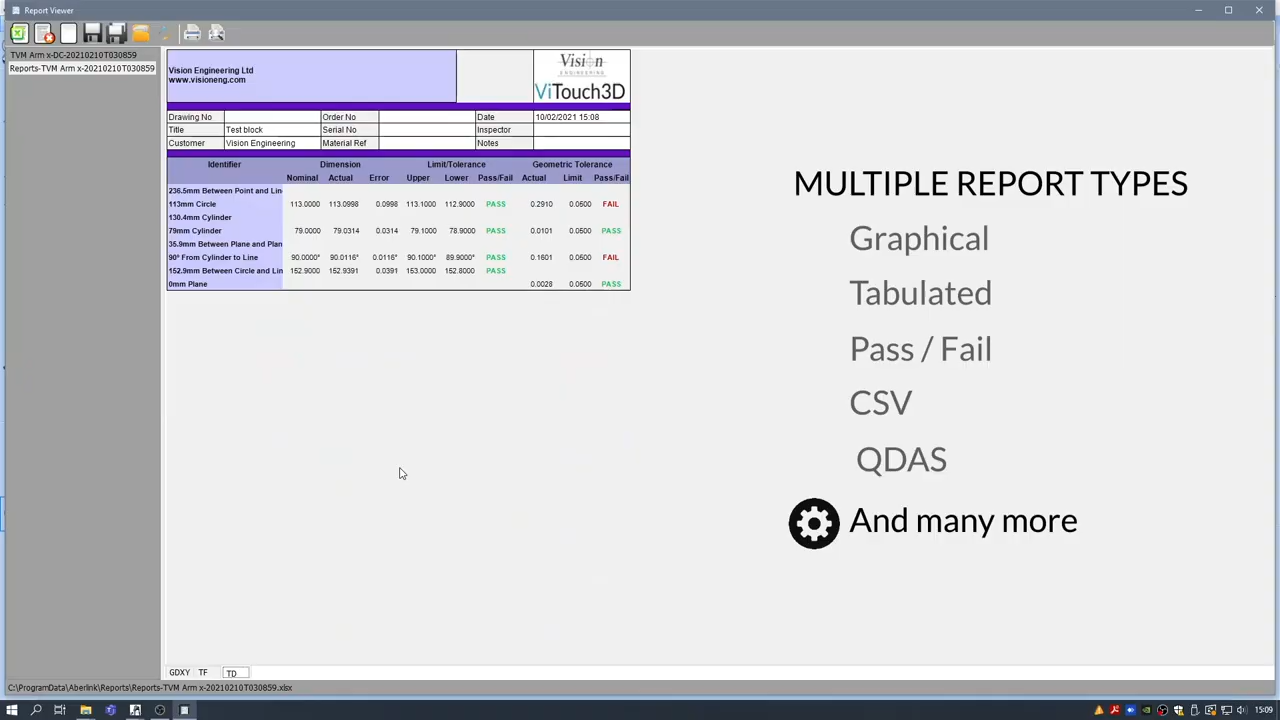 Report Viewer
TVM Arm x-DC-20210210T030859
Reports-TVM Arm x-20210210T030859
Vision Engineering Ltd
www.visioneng.com
Vision
ENGINEERING
ViTouch3D
Drawing No Order No Date 10/02/2021 15:08
Title Test block Serial No Inspector
Customer Vision Engineering Material Ref Notes
Identifier Dimension Limit/Tolerance Geometric Tolerance
Nominal Actual Error Upper Lower Pass/Fail Actual Limit Pass/Fail
236.5mm Between Point and Line
113mm Circle 113.0000 113.0998 0.0998 113.1000 112.9000 PASS 0.2910 0.0500 FAIL
130.4mm Cylinder
79mm Cylinder 79.0000 79.0314 0.0314 79.1000 78.9000 PASS 0.0101 0.0500 PASS
35.9mm Between Plane and Plan
90° From Cylinder to Line 90.0000° 90.0116° 0.0116° 90.1000° 89.9000° PASS 0.1601 0.0500 FAIL
152.9mm Between Circle and Lin 152.9000 152.9391 0.0391 153.0000 152.8000 PASS
0mm Plane 0.0028 0.0500 PASS
MULTIPLE REPORT TYPES
Graphical
Tabulated
Pass / Fail
CSV
QDAS
And many more
GDXY TF TD
C:\ProgramData\Aberlink\Reports\Reports-TVM Arm x-20210210T030859.xlsx
15:09